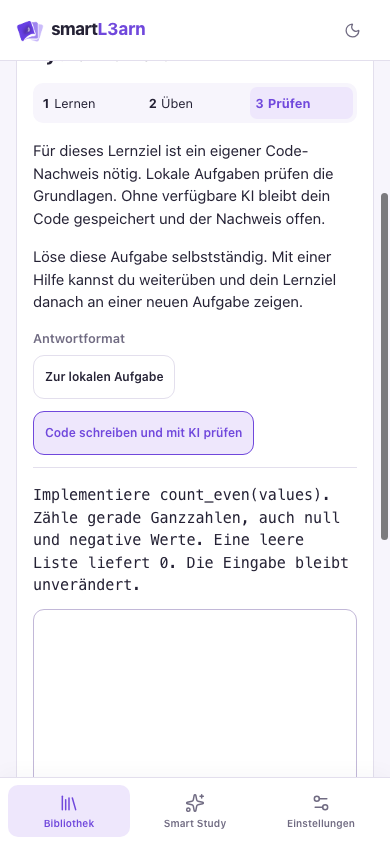 smartL3arn
1 Lernen
2 Üben
3 Prüfen
Für dieses Lernziel ist ein eigener Code-
Nachweis nötig. Lokale Aufgaben prüfen die
Grundlagen. Ohne verfügbare KI bleibt dein
Code gespeichert und der Nachweis offen.
Löse diese Aufgabe selbstständig. Mit einer
Hilfe kannst du weiterüben und dein Lernziel
danach an einer neuen Aufgabe zeigen.
Antwortformat
Zur lokalen Aufgabe
Code schreiben und mit KI prüfen
Implementiere count_even(values).
Zähle gerade Ganzzahlen, auch null
und negative Werte. Eine leere
Liste liefert 0. Die Eingabe bleibt
unverändert.
Bibliothek
Smart Study
Einstellungen